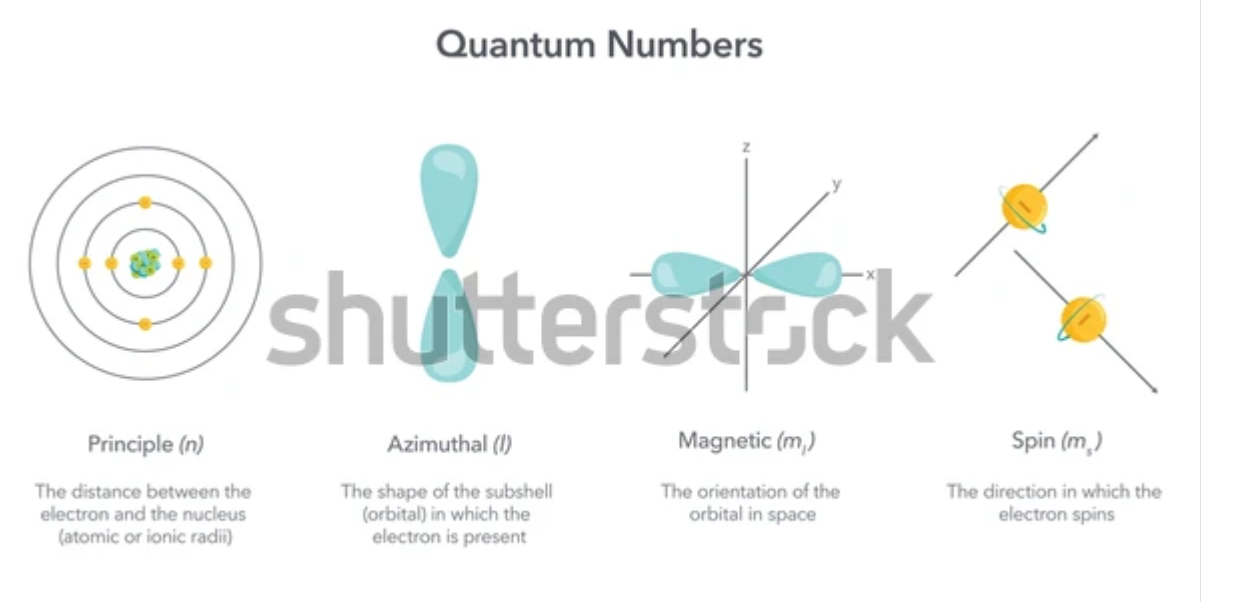 Quantum Numbers
z
y
x
shutterstock
Principle (n)
The distance between the
electron and the nucleus
(atomic or ionic radii)
Azimuthal (l)
The shape of the subshell
(orbital) in which the
electron is present
Magnetic (mₗ)
The orientation of the
orbital in space
Spin (mₛ)
The direction in which the
electron spins